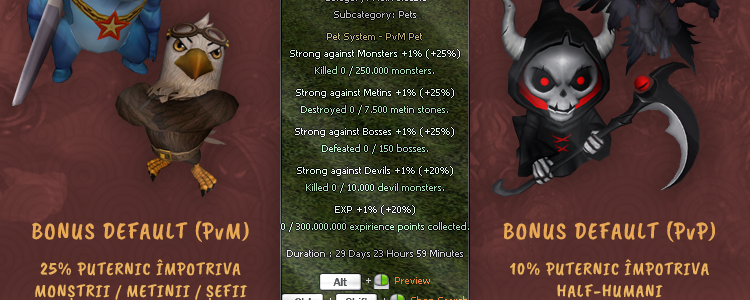 Subcategory: Pets
Pet System - PvM Pet
Strong against Monsters +1% (+25%)
Killed 0 / 250.000 monsters.
Strong against Metins +1% (+25%)
Destroyed 0 / 7.500 metin stones.
Strong against Bosses +1% (+25%)
Defeated 0 / 150 bosses.
Strong against Devils +1% (+20%)
Killed 0 / 10.000 devil monsters.
EXP +1% (+20%)
0 / 300.000.000 expirience points collected.
Duration : 29 Days 23 Hours 59 Minutes
Alt + Preview
BONUS DEFAULT (PvM)
25% PUTERNIC ÎMPOTRIVA
MONȘTRII / METINII / ȘEFII
BONUS DEFAULT (PvP)
10% PUTERNIC ÎMPOTRIVA
HALF-HUMANI